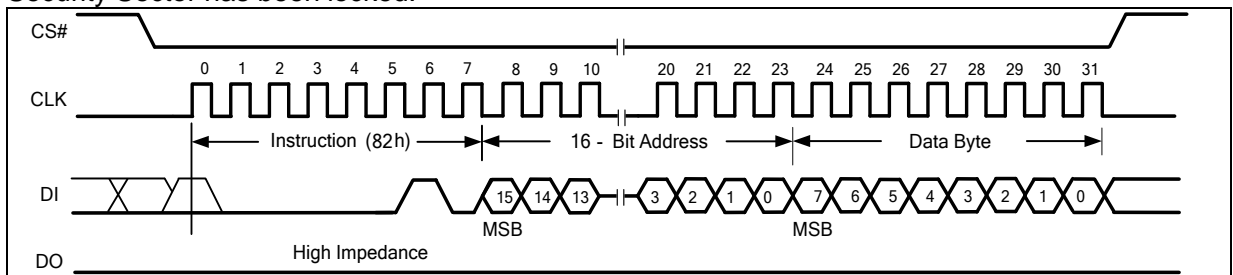 Security Sector has been locked.
CS#
0 1 2 3 4 5 6 7 8 9 10 20 21 22 23 24 25 26 27 28 29 30 31
CLK
Instruction (82h) 16 - Bit Address Data Byte
DI 15 14 13 3 2 1 0 7 6 5 4 3 2 1 0
MSB MSB
High Impedance
DO